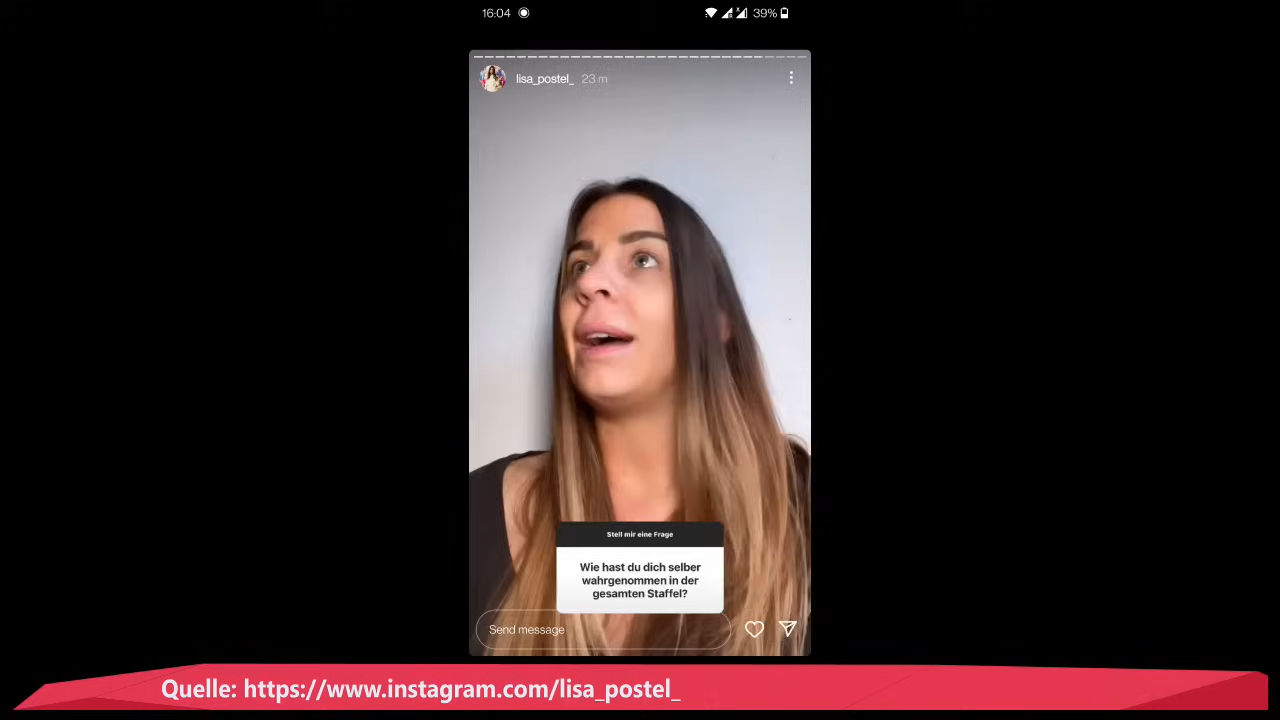 16:04
39%
lisa_postel_ 23 m
Stell mir eine Frage
Wie hast du dich selber
wahrgenommen in der
gesamten Staffel?
Send message
Quelle: https://www.instagram.com/lisa_postel_